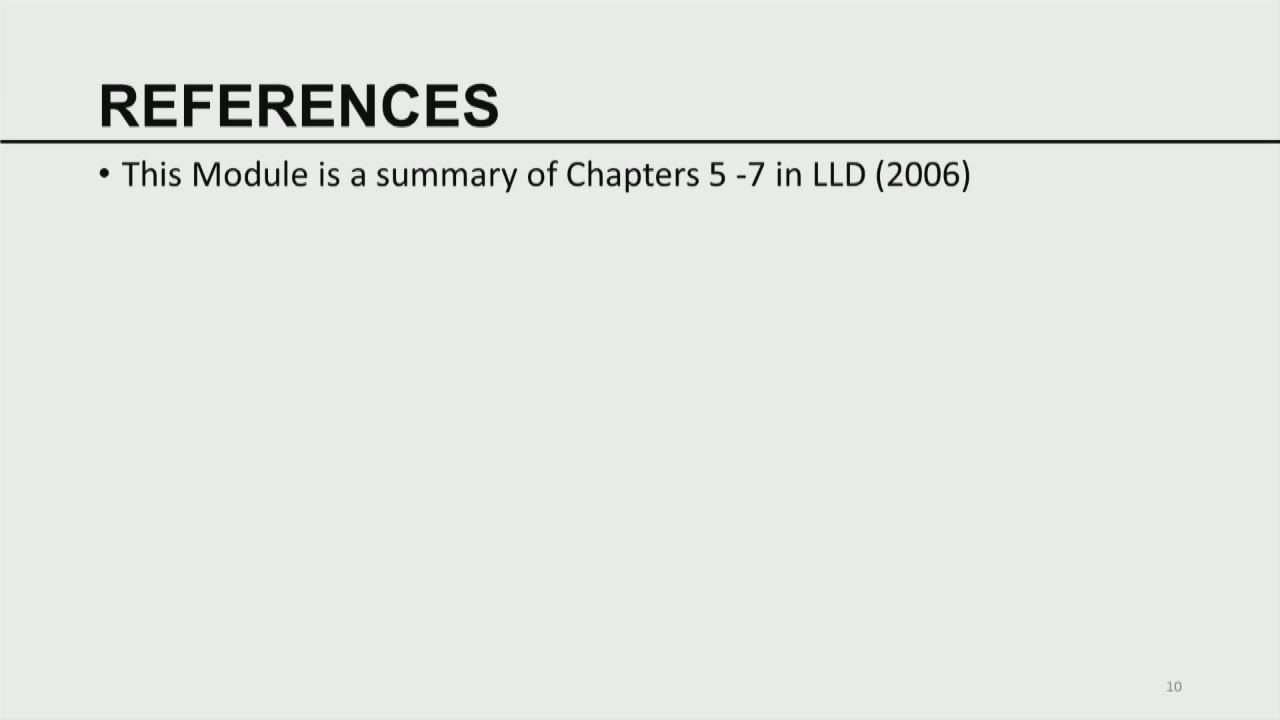 REFERENCES
• This Module is a summary of Chapters 5 -7 in LLD (2006)
10